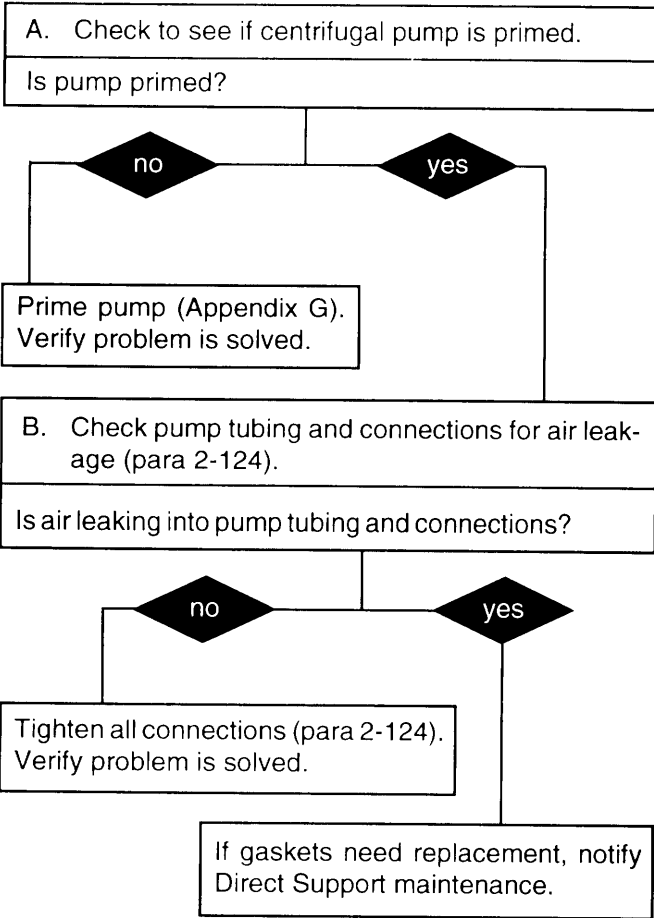 A. Check to see if centrifugal pump is primed.
Is pump primed?
no
yes
Prime pump (Appendix G).
Verify problem is solved.
B. Check pump tubing and connections for air leak-
age (para 2-124).
Is air leaking into pump tubing and connections?
no
yes
Tighten all connections (para 2-124).
Verify problem is solved.
If gaskets need replacement, notify
Direct Support maintenance.